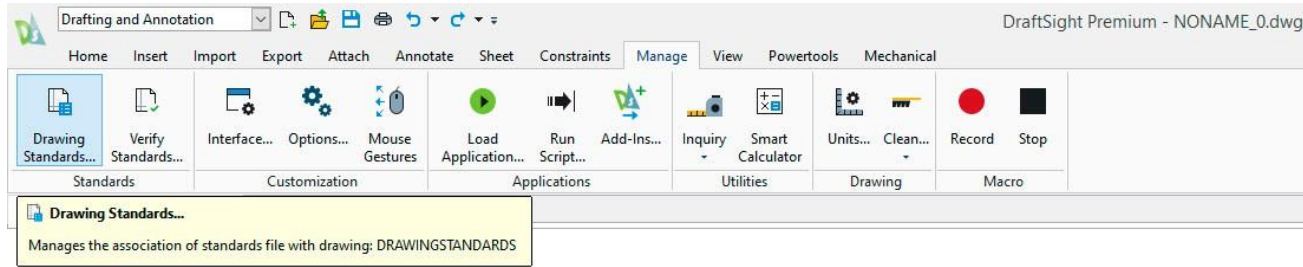 Drafting and Annotation
DraftSight Premium - NONAME_0.dwg
Home Insert Import Export Attach Annotate Sheet Constraints Manage View Powertools Mechanical
Drawing Verify Interface... Options... Mouse Load Run Add-Ins... Inquiry Smart Units... Clean... Record Stop
Standards... Standards... Gestures Application... Script... Calculator
Standards Customization Applications Utilities Drawing Macro
Drawing Standards...
Manages the association of standards file with drawing: DRAWINGSTANDARDS